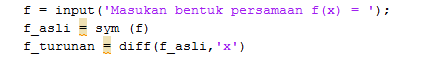 f = input('Masukan bentuk persamaan f(x) = ');
f_asli = sym (f)
f_turunan = diff(f_asli,'x')